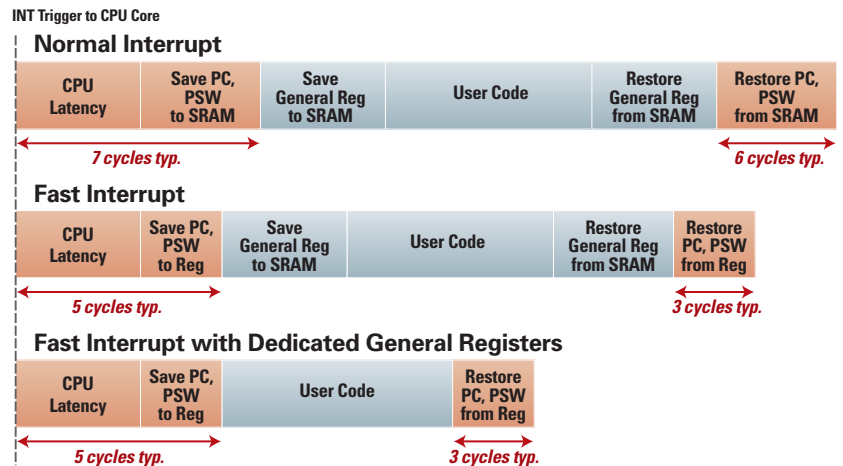 INT Trigger to CPU Core
Normal Interrupt
CPU
Latency
Save PC,
PSW
to SRAM
Save
General Reg
to SRAM
User Code
Restore
General Reg
from SRAM
Restore PC,
PSW
from SRAM
7 cycles typ.
6 cycles typ.
Fast Interrupt
CPU
Latency
Save PC,
PSW
to Reg
Save
General Reg
to SRAM
User Code
Restore
General Reg
from SRAM
Restore
PC, PSW
from Reg
5 cycles typ.
3 cycles typ.
Fast Interrupt with Dedicated General Registers
CPU
Latency
Save PC,
PSW
to Reg
User Code
Restore
PC, PSW
from Reg
5 cycles typ.
3 cycles typ.